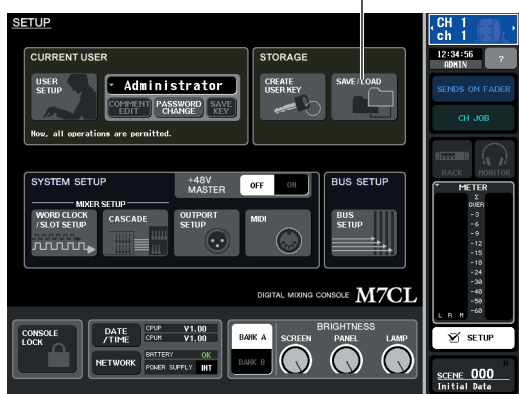 SETUP
CURRENT USER
USER
SETUP
Administrator
COMMENT
EDIT
PASSWORD
CHANGE
SAVE
KEY
Now, all operations are permitted.
STORAGE
CREATE
USER KEY
SAVE/LOAD
SYSTEM SETUP
+48V
MASTER
OFF
ON
MIXER SETUP
WORD CLOCK
/SLOT SETUP
CASCADE
OUTPORT
SETUP
MIDI
BUS SETUP
BUS
SETUP
DIGITAL MIXING CONSOLE M7CL
CONSOLE
LOCK
DATE
/TIME
CPUP V1.00
CPUM V1.00
NETWORK
BATTERY OK
POWER SUPPLY INT
BANK A
BANK B
BRIGHTNESS
SCREEN
PANEL
LAMP
CH 1
ch 1
12:34:56
ADMIN
?
SENDS ON FADER
CH JOB
RACK
MONITOR
METER
Σ
OVER
-3
-6
-9
-12
-15
-18
-24
-30
-40
-50
-60
L R M
SETUP
R
SCENE 000
Initial Data